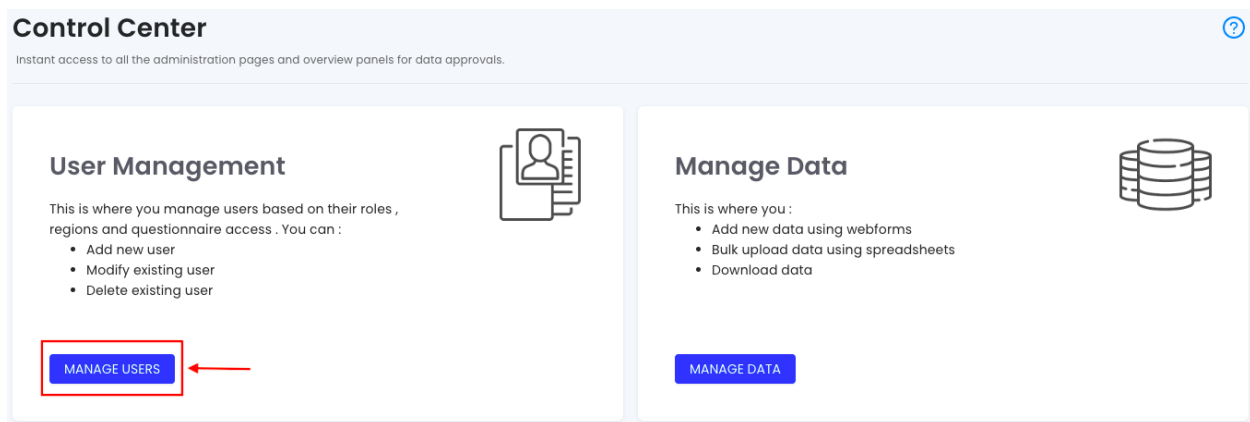 Control Center
Instant access to all the administration pages and overview panels for data approvals.
User Management
This is where you manage users based on their roles ,
regions and questionnaire access . You can :
• Add new user
• Modify existing user
• Delete existing user
MANAGE USERS
Manage Data
This is where you :
• Add new data using webforms
• Bulk upload data using spreadsheets
• Download data
MANAGE DATA
?